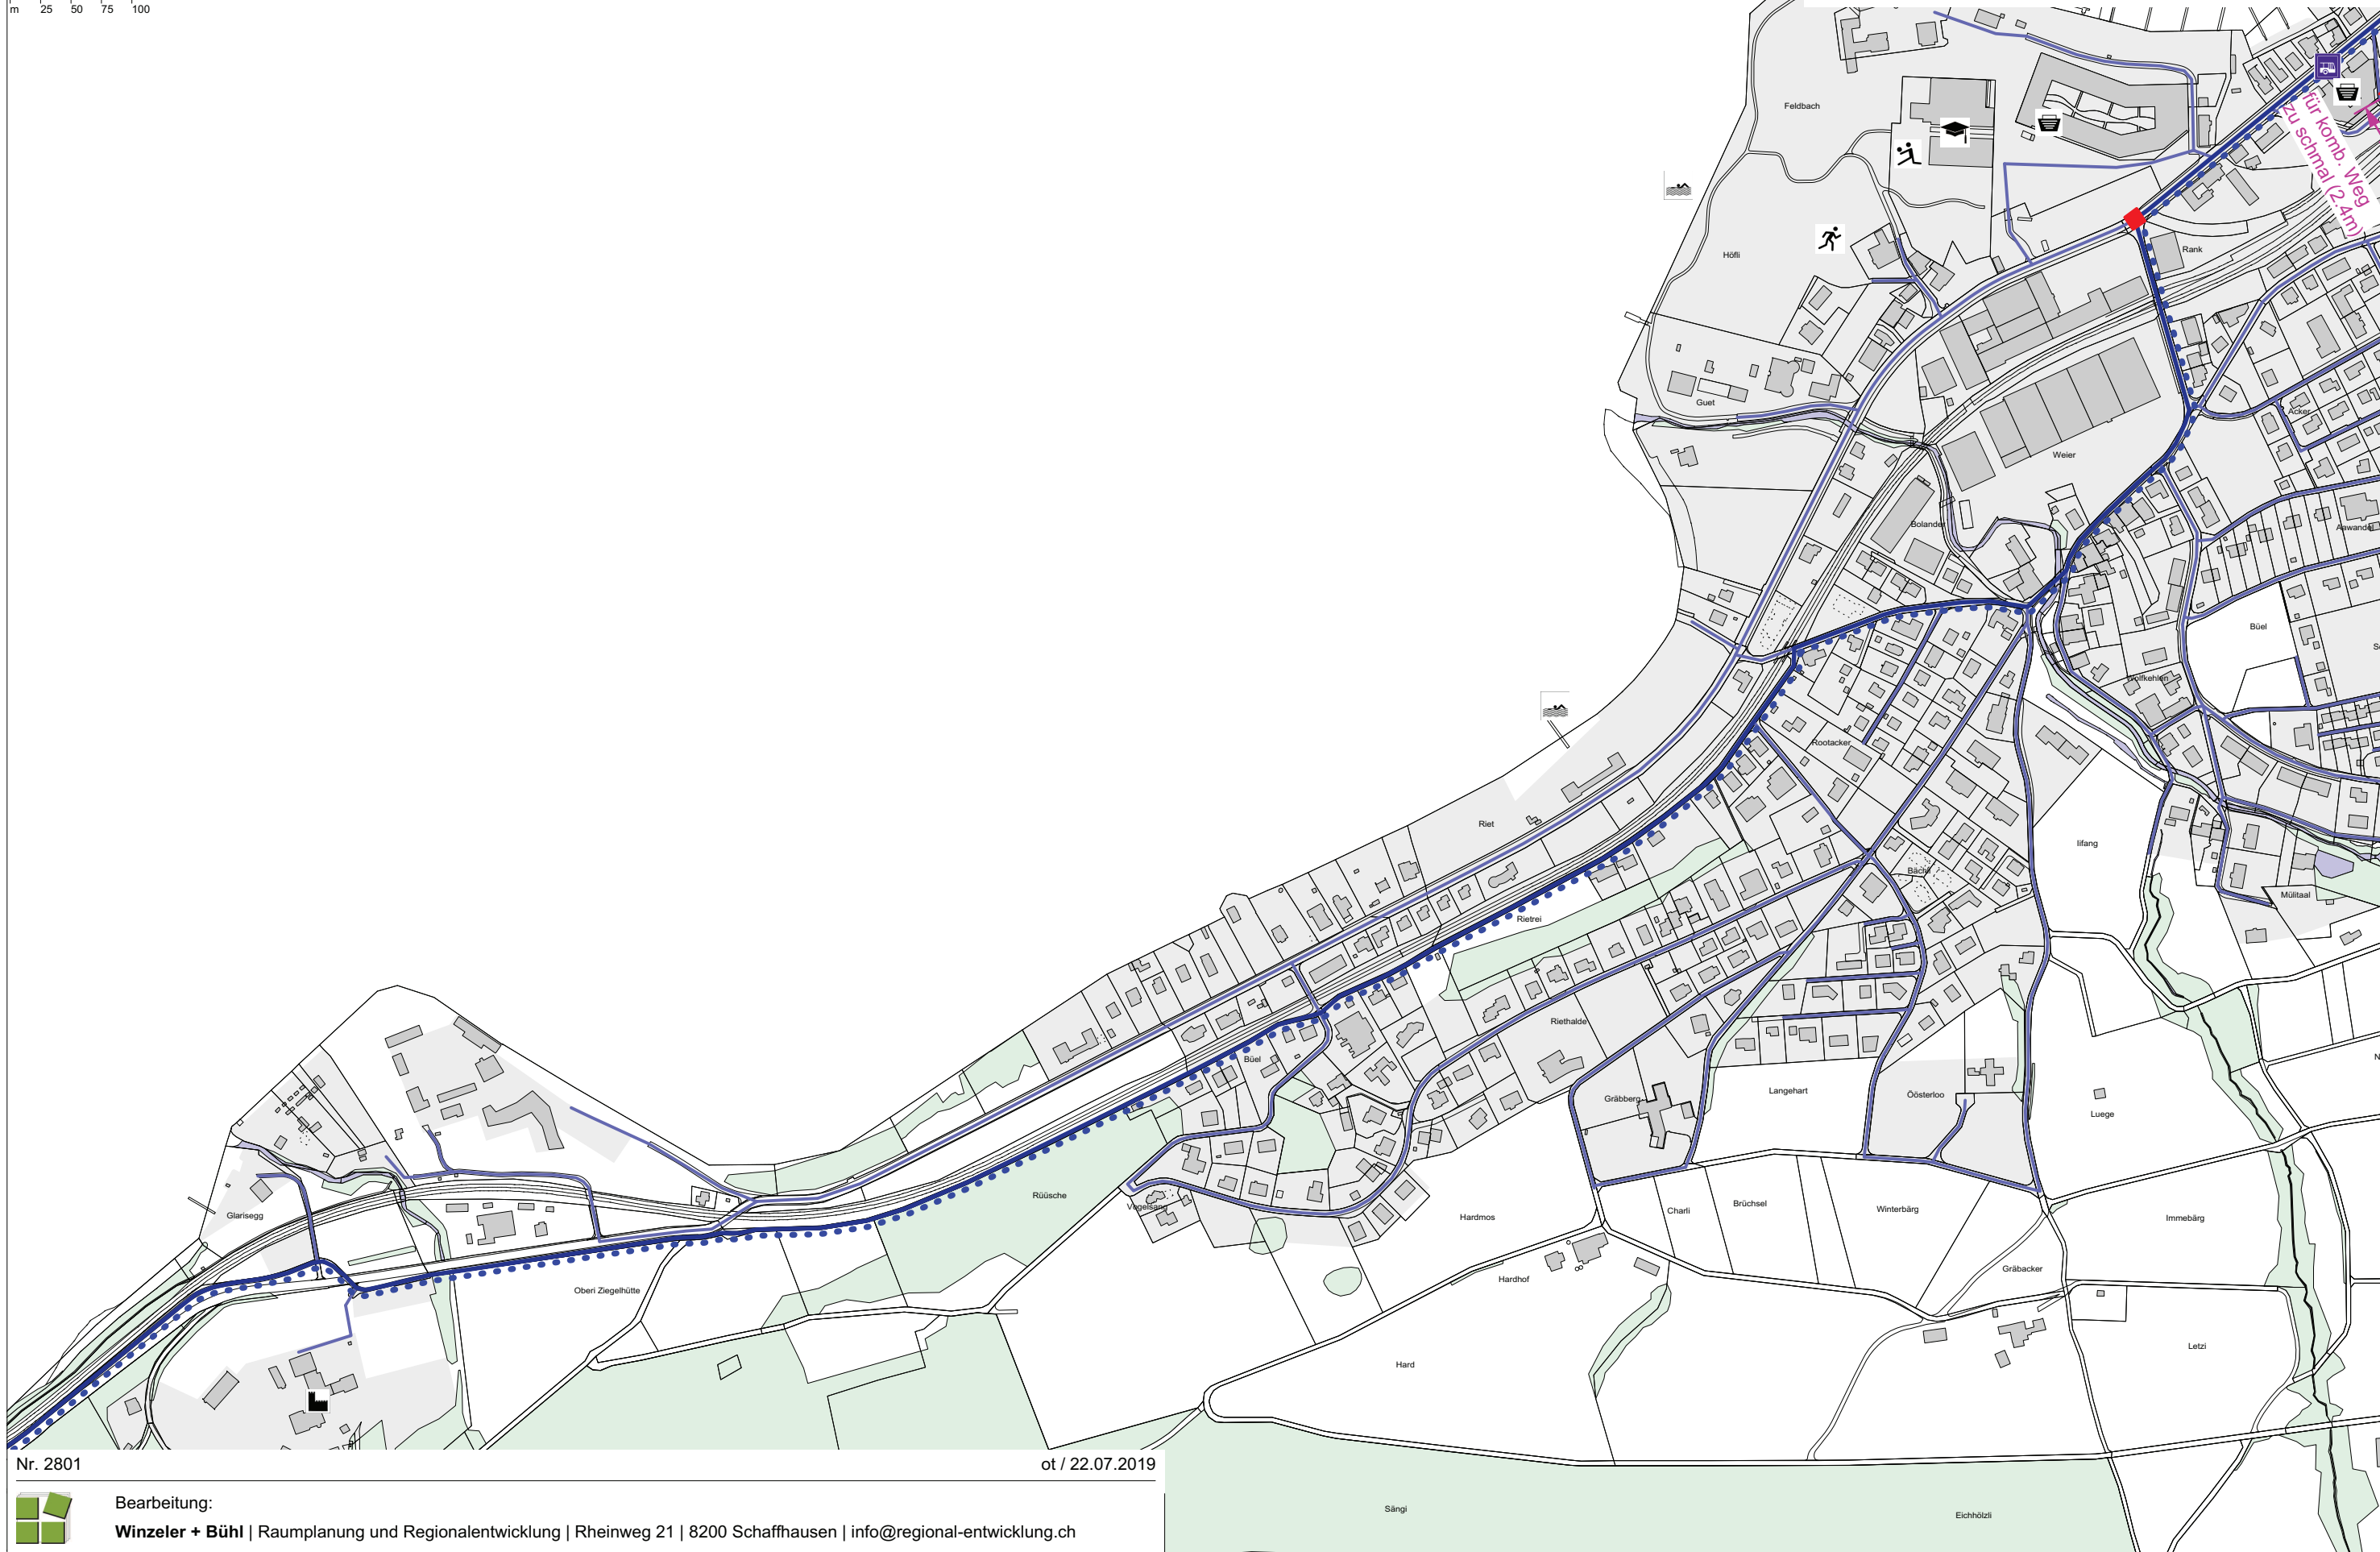 m 25 50 75 100
Feldbach
für komb. Weg
zu schmal (2.4m)
Rank
Höfli
Guet
Acker
Weier
Bolander
Aawandel
Büel
Wolfkehlen
Rootacker
Riet
Iifang
Bächli
Mülitaal
Rietrei
Riethalde
Büel
Langehart
Gräbberg
Öösterloo
Luege
Rüüsche
Vogelsang
Glarisegg
Hardmos
Charli
Brüchsel
Winterbärg
Immebärg
Gräbacker
Hardhof
Oberi Ziegelhütte
Letzi
Hard
Sängi
Eichhölzli
Nr. 2801
ot / 22.07.2019
Bearbeitung:
Winzeler + Bühl | Raumplanung und Regionalentwicklung | Rheinweg 21 | 8200 Schaffhausen | info@regional-entwicklung.ch